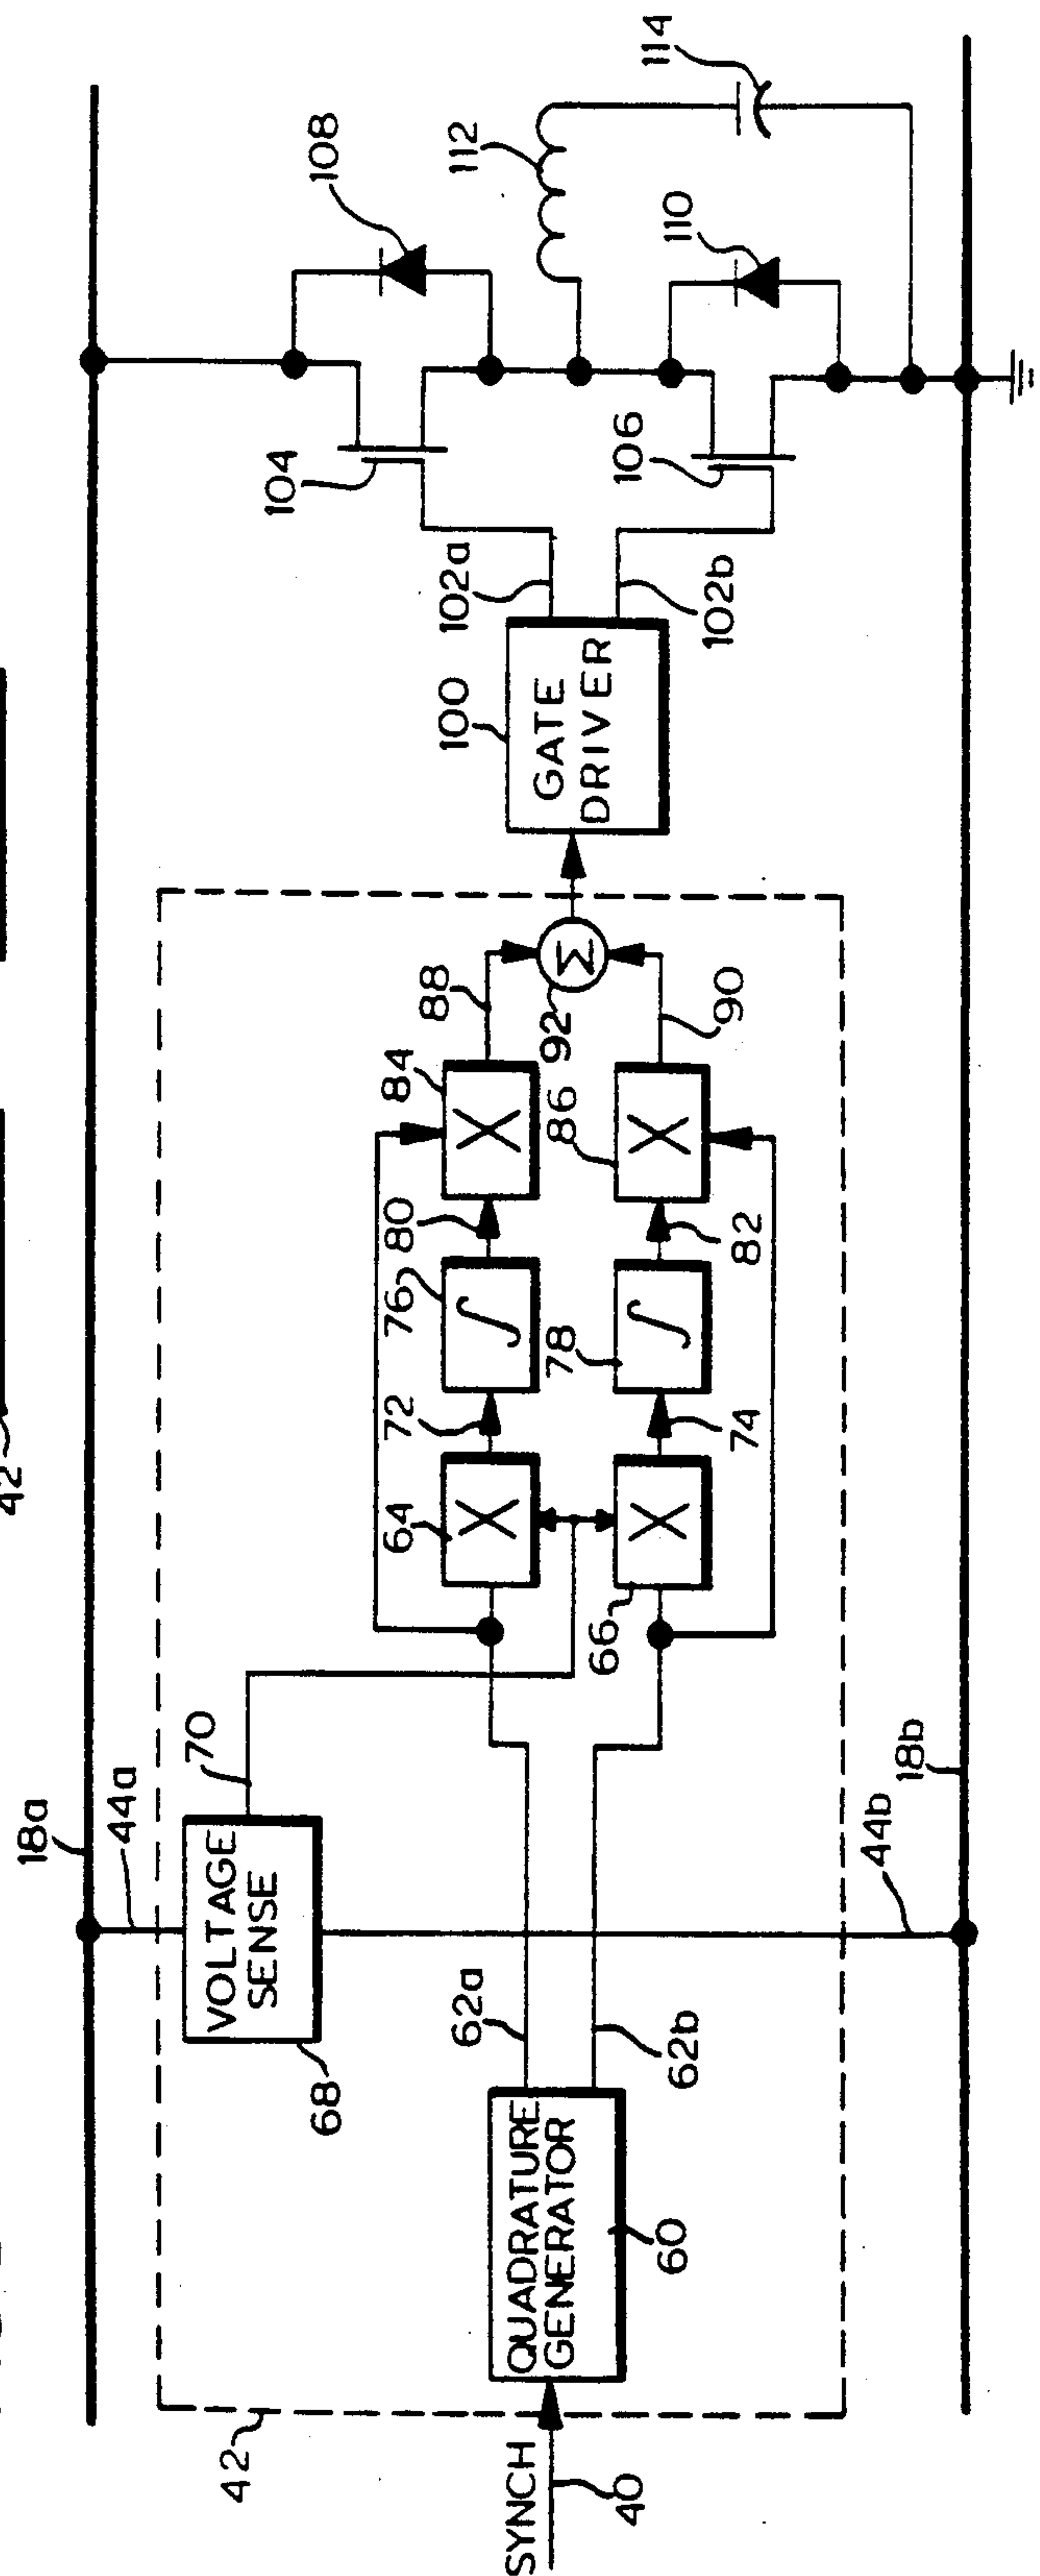 42
18a
44a
VOLTAGE
SENSE
68
70
42
SYNCH
40
QUADRATURE
GENERATOR
60
62a
62b
64
66
72
74
76
78
80
82
84
86
88
90
92
Σ
X
X
∫
∫
X
X
44b
18b
100
GATE
DRIVER
102a
102b
104
106
108
110
112
114